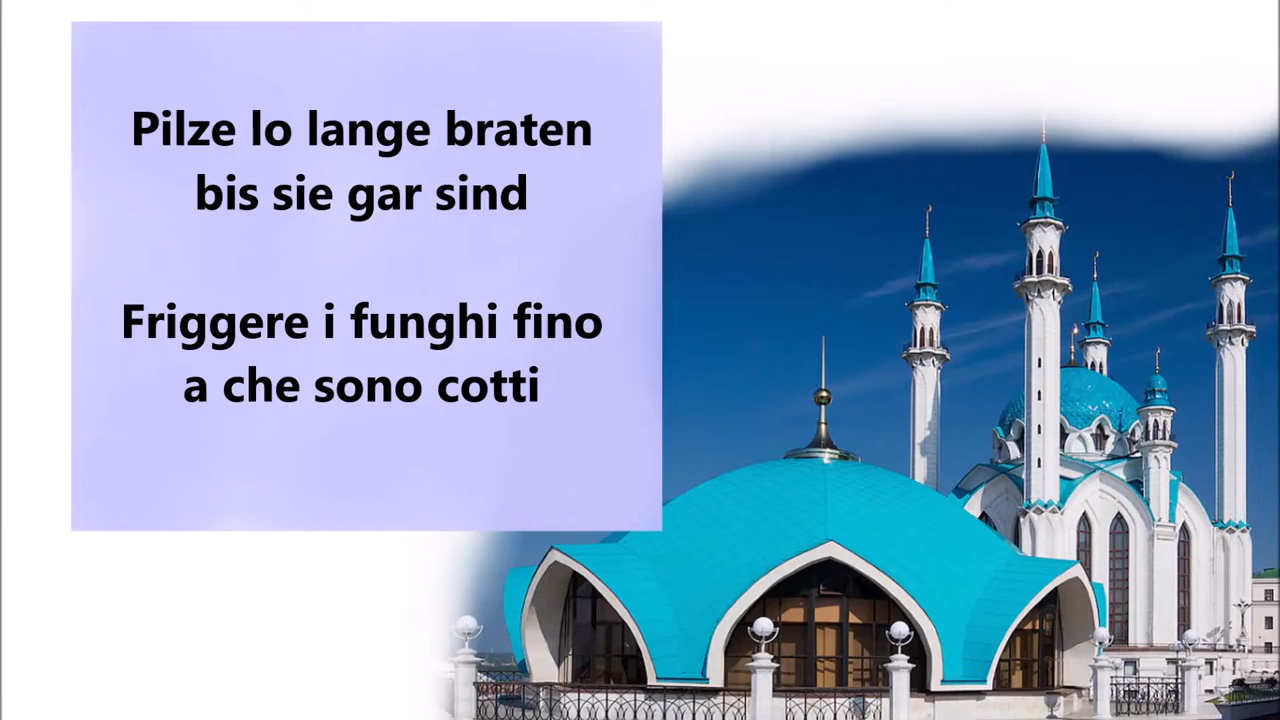 Pilze lo lange braten
bis sie gar sind
Friggere i funghi fino
a che sono cotti